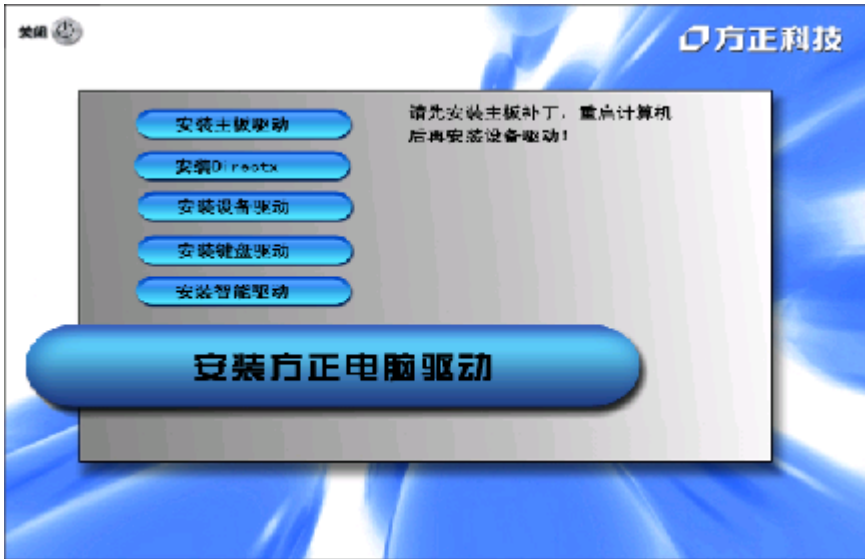 关闭
方正科技
安装主板驱动
请先安装主板补丁，重启计算机
后再安装设备驱动！
安装Directx
安装设备驱动
安装键盘驱动
安装智能驱动
安装方正电脑驱动